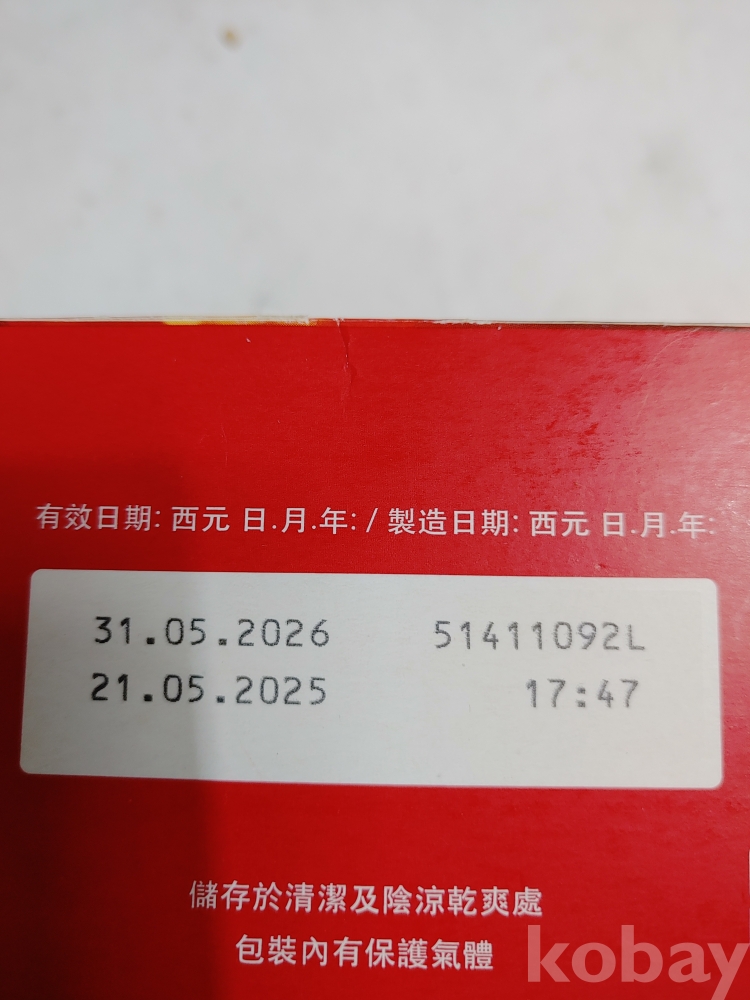 有效日期: 西元 日.月.年: / 製造日期: 西元 日.月.年:
31.05.2026 51411092L
21.05.2025 17:47
儲存於清潔及陰涼乾爽處
包裝內有保護氣體
kobay